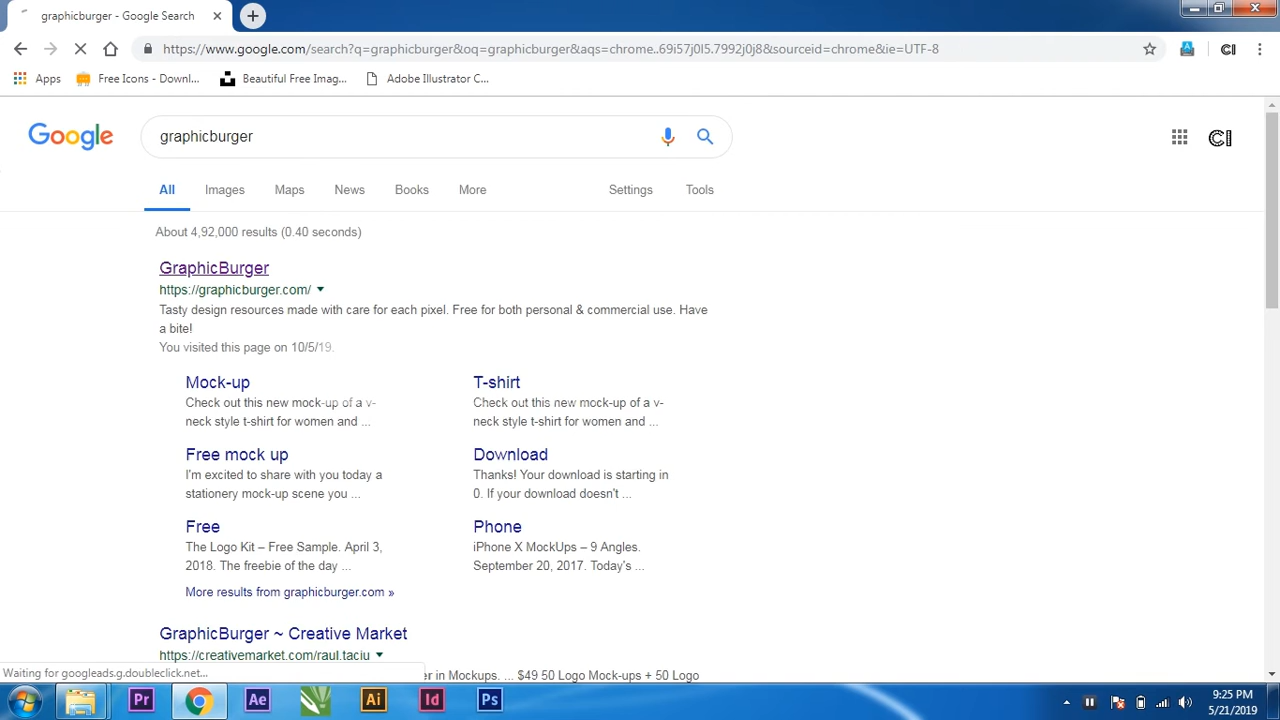 graphicburger - Google Search
https://www.google.com/search?q=graphicburger&oq=graphicburger&aqs=chrome..69i57j0l5.7992j0j8&sourceid=chrome&ie=UTF-8
CI
Apps
Free Icons - Downl...
Beautiful Free Imag...
Adobe Illustrator C...
Google
graphicburger
CI
All
Images
Maps
News
Books
More
Settings
Tools
About 4,92,000 results (0.40 seconds)
GraphicBurger
https://graphicburger.com/
Tasty design resources made with care for each pixel. Free for both personal & commercial use. Have
a bite!
You visited this page on 10/5/19.
Mock-up
Check out this new mock-up of a v-
neck style t-shirt for women and ...
T-shirt
Check out this new mock-up of a v-
neck style t-shirt for women and ...
Free mock up
I'm excited to share with you today a
stationery mock-up scene you ...
Download
Thanks! Your download is starting in
0. If your download doesn't ...
Free
The Logo Kit – Free Sample. April 3,
2018. The freebie of the day ...
Phone
iPhone X MockUps – 9 Angles.
September 20, 2017. Today's ...
More results from graphicburger.com »
GraphicBurger ~ Creative Market
https://creativemarket.com/raul.taciu
er in Mockups. ... $49 50 Logo Mock-ups + 50 Logo
Waiting for googleads.g.doubleclick.net...
Pr
Ae
Ai
Id
Ps
9:25 PM
5/21/2019